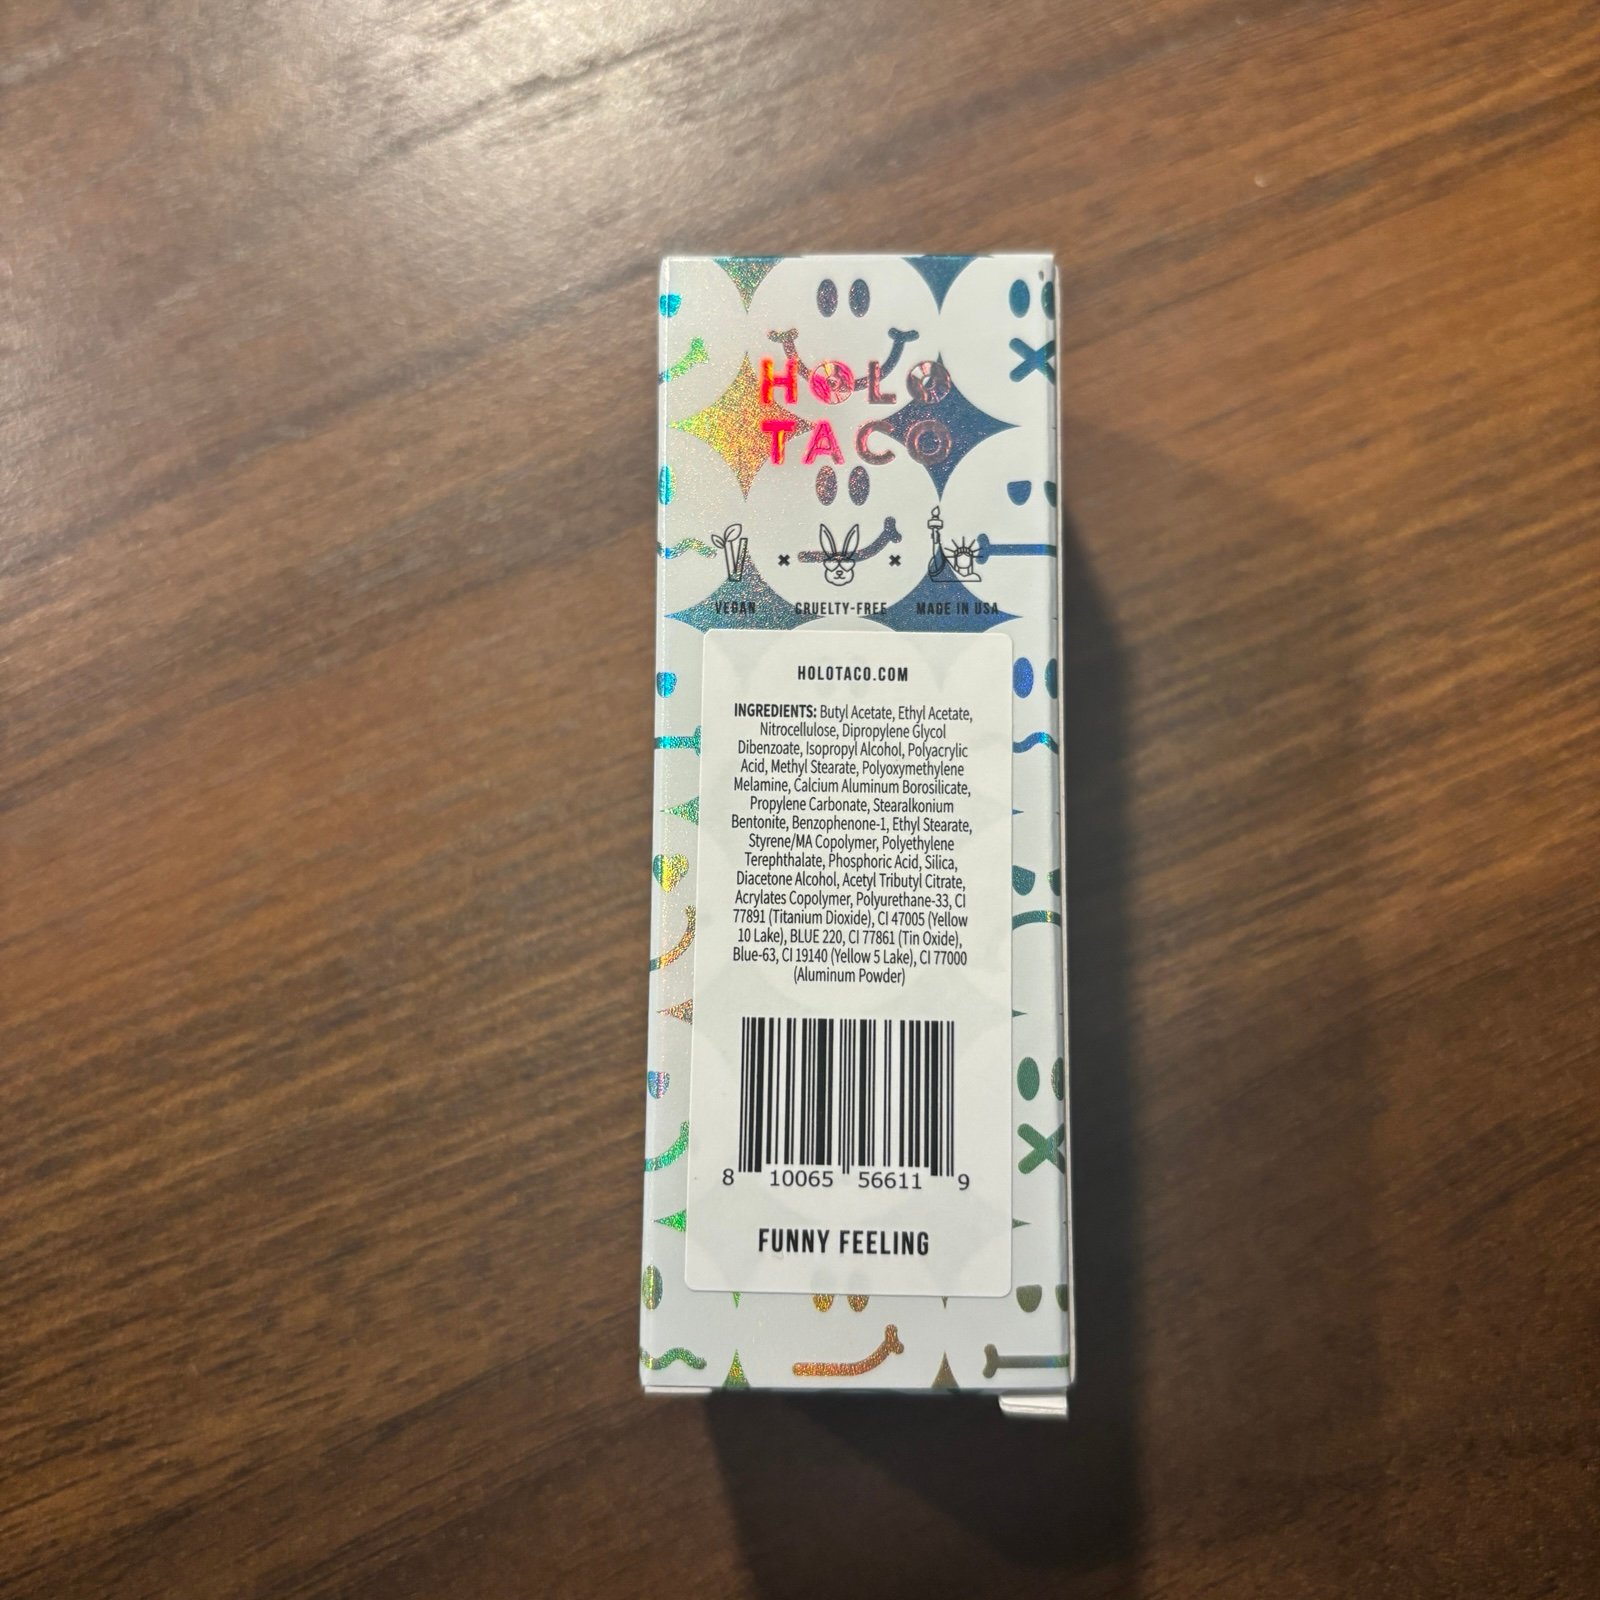 HOLO
TACO
VEGAN × CRUELTY-FREE × MADE IN USA
HOLOTACO.COM
INGREDIENTS: Butyl Acetate, Ethyl Acetate,
Nitrocellulose, Dipropylene Glycol
Dibenzoate, Isopropyl Alcohol, Polyacrylic
Acid, Methyl Stearate, Polyoxymethylene
Melamine, Calcium Aluminum Borosilicate,
Propylene Carbonate, Stearalkonium
Bentonite, Benzophenone-1, Ethyl Stearate,
Styrene/MA Copolymer, Polyethylene
Terephthalate, Phosphoric Acid, Silica,
Diacetone Alcohol, Acetyl Tributyl Citrate,
Acrylates Copolymer, Polyurethane-33, CI
77891 (Titanium Dioxide), CI 47005 (Yellow
10 Lake), BLUE 220, CI 77861 (Tin Oxide),
Blue-63, CI 19140 (Yellow 5 Lake), CI 77000
(Aluminum Powder)
8 10065 56611 9
FUNNY FEELING